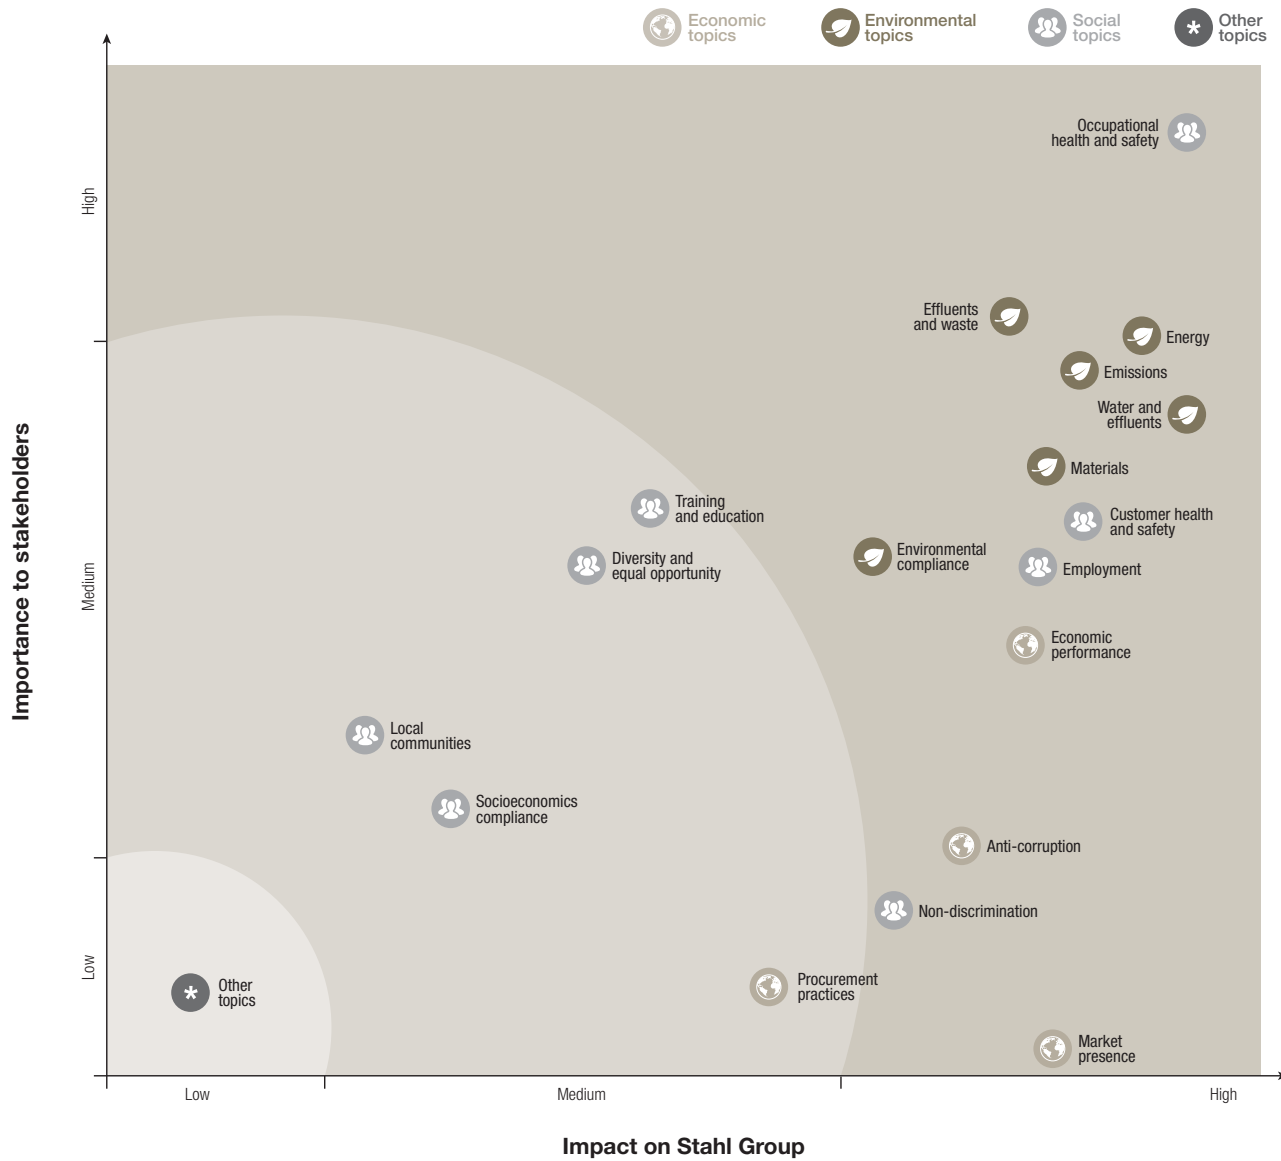 Economic
topics
Environmental
topics
Social
topics
*
Other
topics
Occupational
health and safety
High
Effluents
and waste
Energy
Emissions
Water and
effluents
Materials
Training
and education
Customer health
and safety
Environmental
compliance
Diversity and
equal opportunity
Employment
Medium
Importance to stakeholders
Economic
performance
Local
communities
Socioeconomics
compliance
Anti-corruption
Non-discrimination
Low
*
Other
topics
Procurement
practices
Market
presence
Low
Medium
High
Impact on Stahl Group